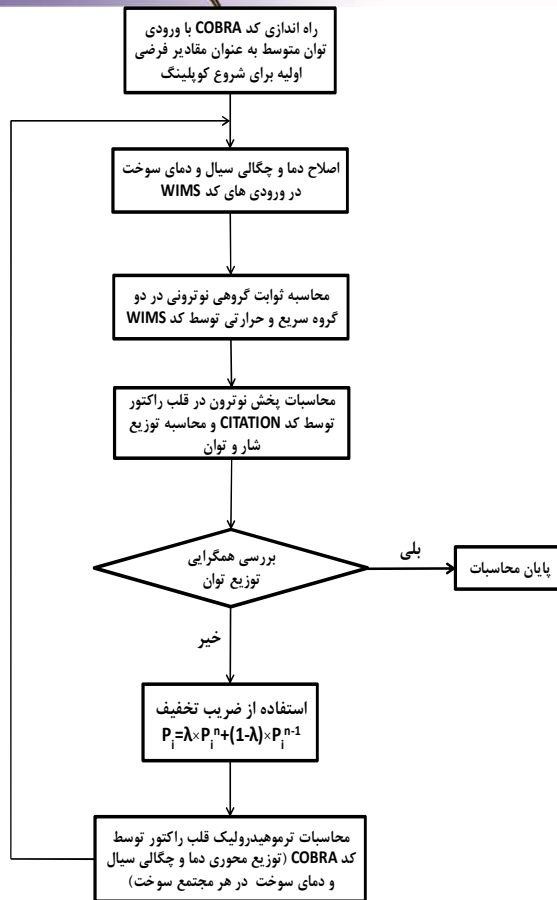 راه اندازی کد COBRA با ورودی
توان متوسط به عنوان مقادیر فرضی
اولیه برای شروع کوپلینگ
اصلاح دما و چگالی سیال و دمای سوخت
در ورودی های کد WIMS
محاسبه ثوابت گروهی نوترونی در دو
گروه سریع و حرارتی توسط کد WIMS
محاسبات پخش نوترون در قلب راکتور
توسط کد CITATION و محاسبه توزیع
شار و توان
بررسی همگرایی
توزیع توان
بلی
پایان محاسبات
خیر
استفاده از ضریب تخفیف
P_i=λ×P_i^n+(1-λ)×P_i^{n-1}
محاسبات ترموهیدرولیک قلب راکتور توسط
کد COBRA (توزیع محوری دما و چگالی سیال
و دمای سوخت در هر مجتمع سوخت)